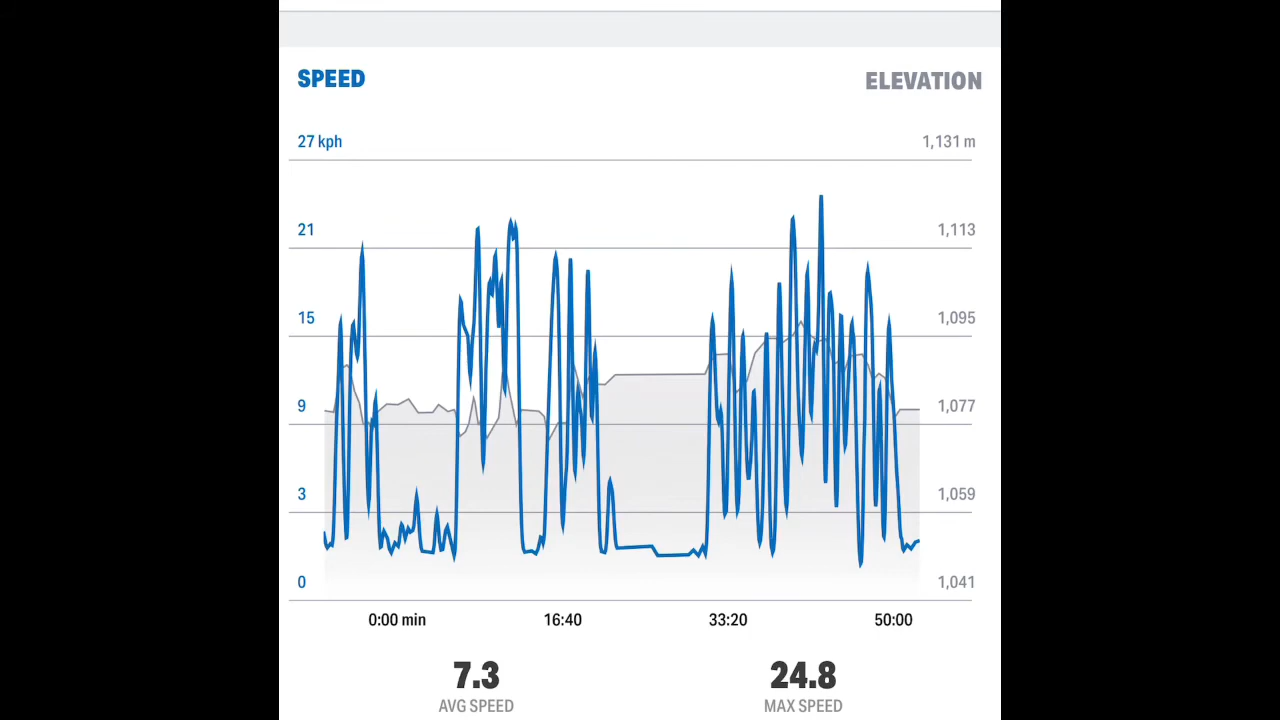 SPEED ELEVATION
27 kph 1,131 m
21 1,113
15 1,095
9 1,077
3 1,059
0 1,041
0:00 min 16:40 33:20 50:00
7.3 24.8
AVG SPEED MAX SPEED